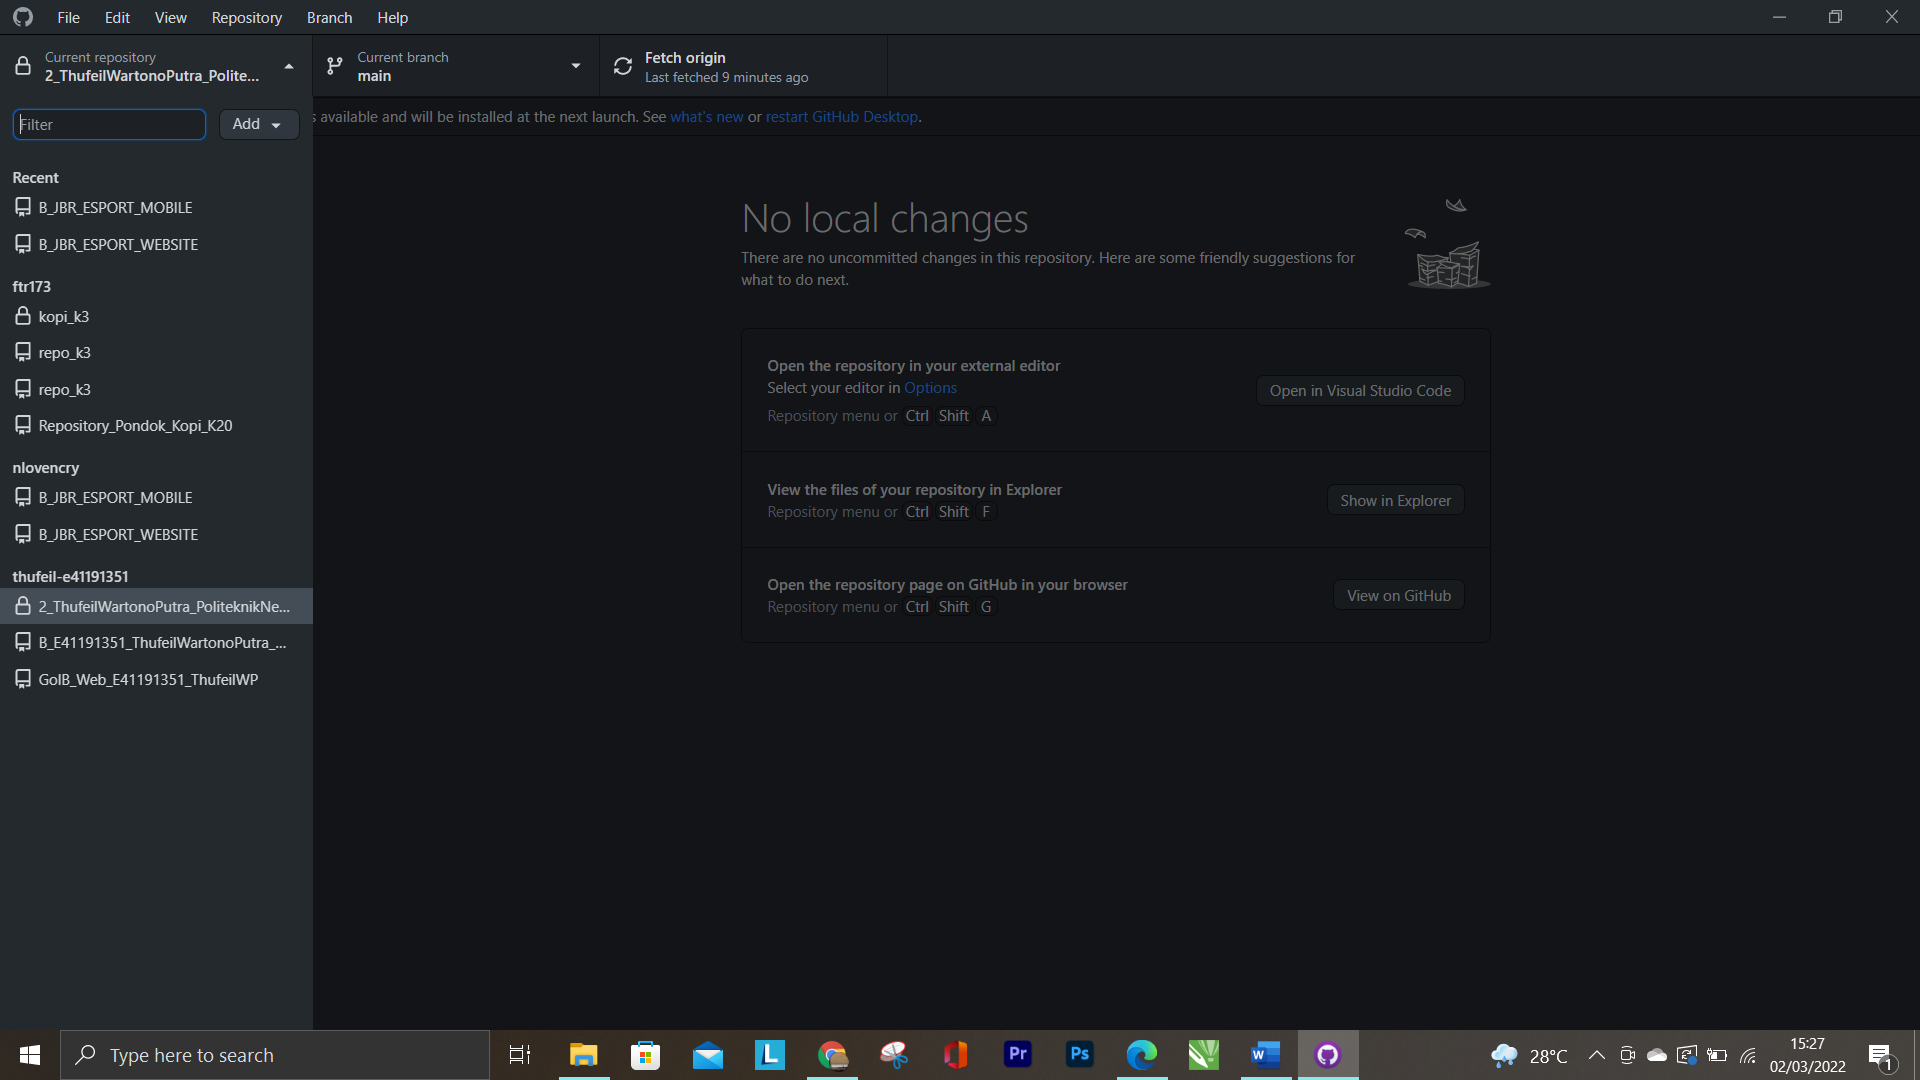 File Edit View Repository Branch Help
Current repository
2_ThufeilWartonoPutra_Polite...
Current branch
main
Fetch origin
Last fetched 9 minutes ago
Filter
Add
s available and will be installed at the next launch. See what's new or restart GitHub Desktop.
Recent
B_JBR_ESPORT_MOBILE
B_JBR_ESPORT_WEBSITE
ftr173
kopi_k3
repo_k3
repo_k3
Repository_Pondok_Kopi_K20
nlovencry
B_JBR_ESPORT_MOBILE
B_JBR_ESPORT_WEBSITE
thufeil-e41191351
2_ThufeilWartonoPutra_PoliteknikNe...
B_E41191351_ThufeilWartonoPutra_...
GolB_Web_E41191351_ThufeilWP
No local changes
There are no uncommitted changes in this repository. Here are some friendly suggestions for
what to do next.
Open the repository in your external editor
Select your editor in Options
Repository menu or Ctrl Shift A
Open in Visual Studio Code
View the files of your repository in Explorer
Repository menu or Ctrl Shift F
Show in Explorer
Open the repository page on GitHub in your browser
Repository menu or Ctrl Shift G
View on GitHub
Type here to search
L
Pr
Ps
W
28°C
15:27
02/03/2022
1